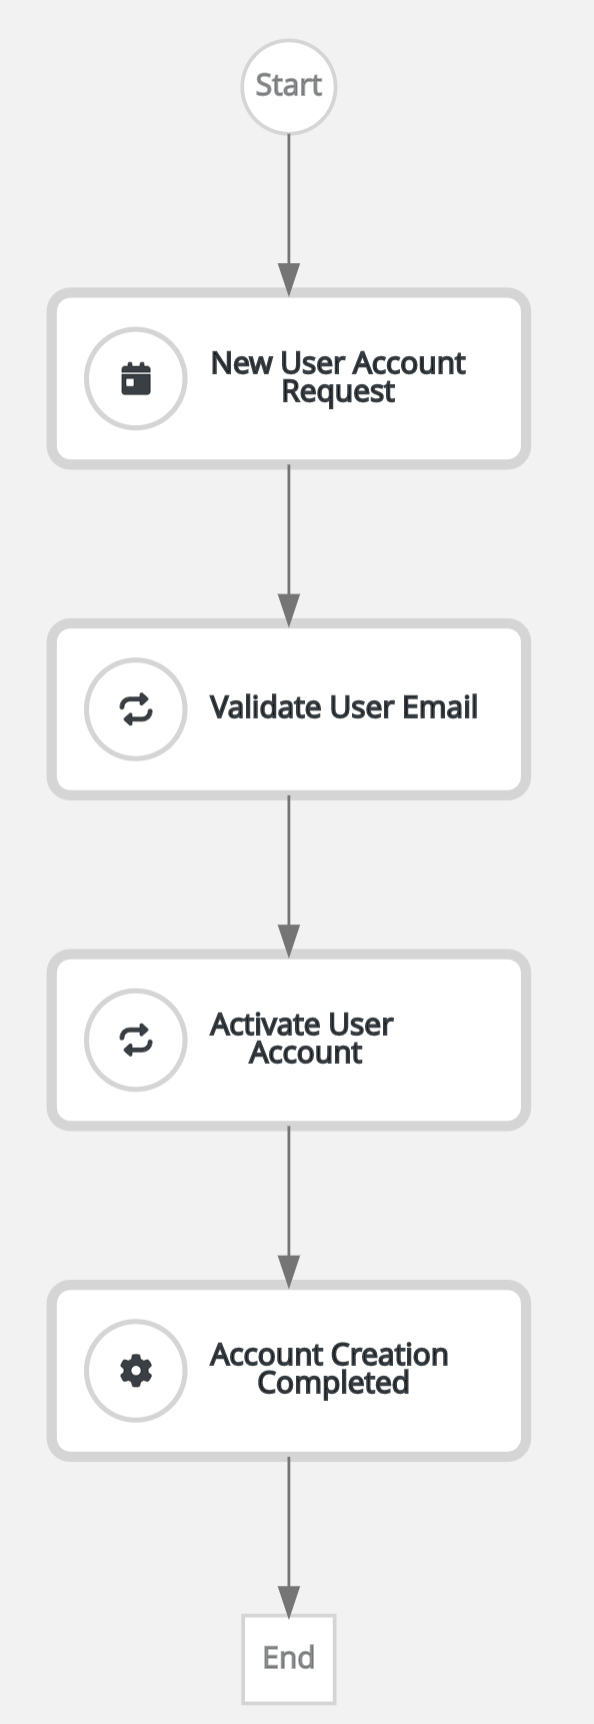 Start
New User Account
Request
Validate User Email
Activate User
Account
Account Creation
Completed
End